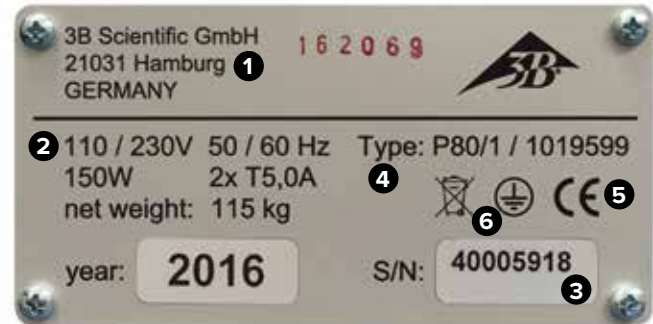 3B Scientific GmbH 162069
21031 Hamburg 1
GERMANY
3B
2 110 / 230V 50 / 60 Hz Type: P80/1 / 1019599
150W 2x T5,0A 4
net weight: 115 kg 6 CE 5
year: 2016 S/N: 40005918
3